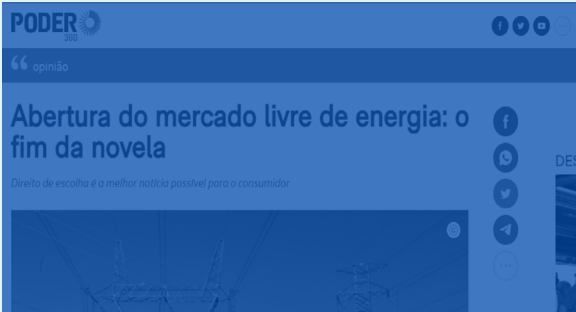 PODER
360
“ opinião
Abertura do mercado livre de energia: o
fim da novela
Direito de escolha é a melhor notícia possível para o consumidor
DES